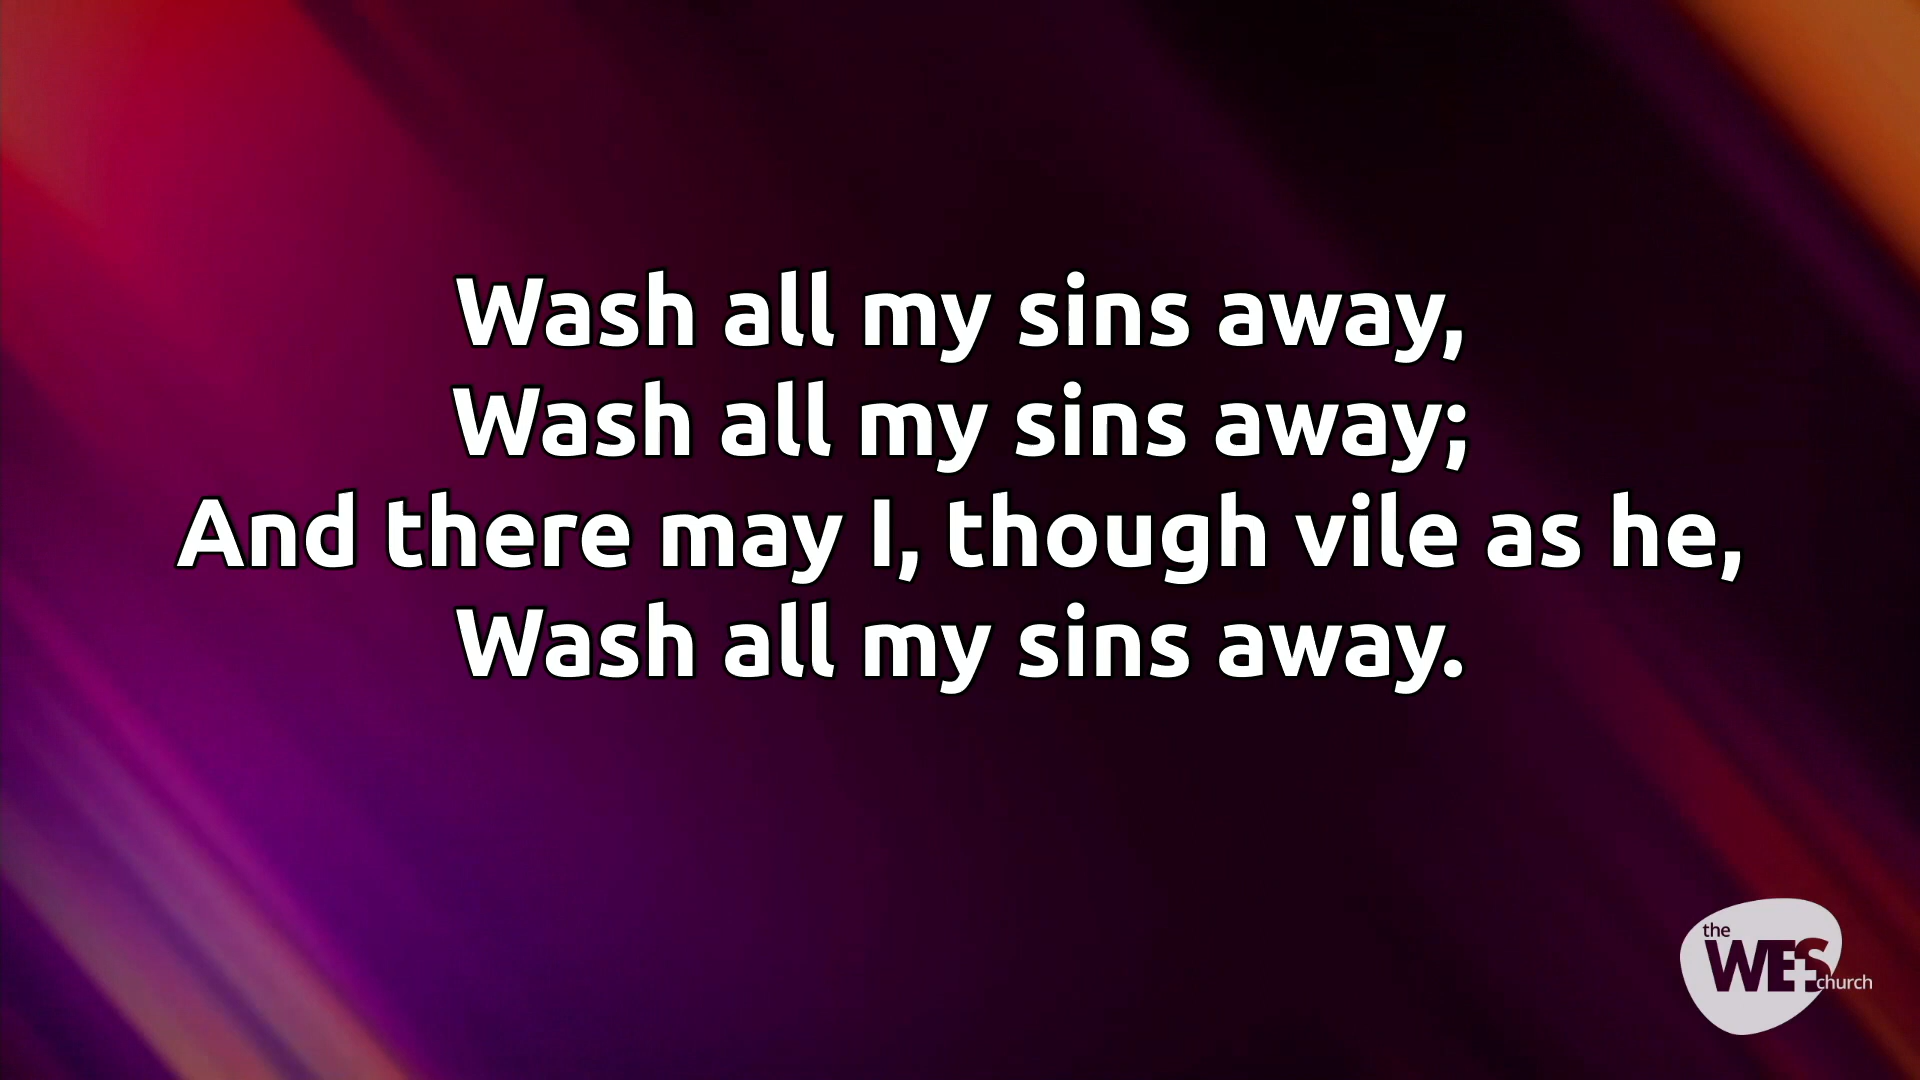 Wash all my sins away,
Wash all my sins away;
And there may I, though vile as he,
Wash all my sins away.
the
WES
church